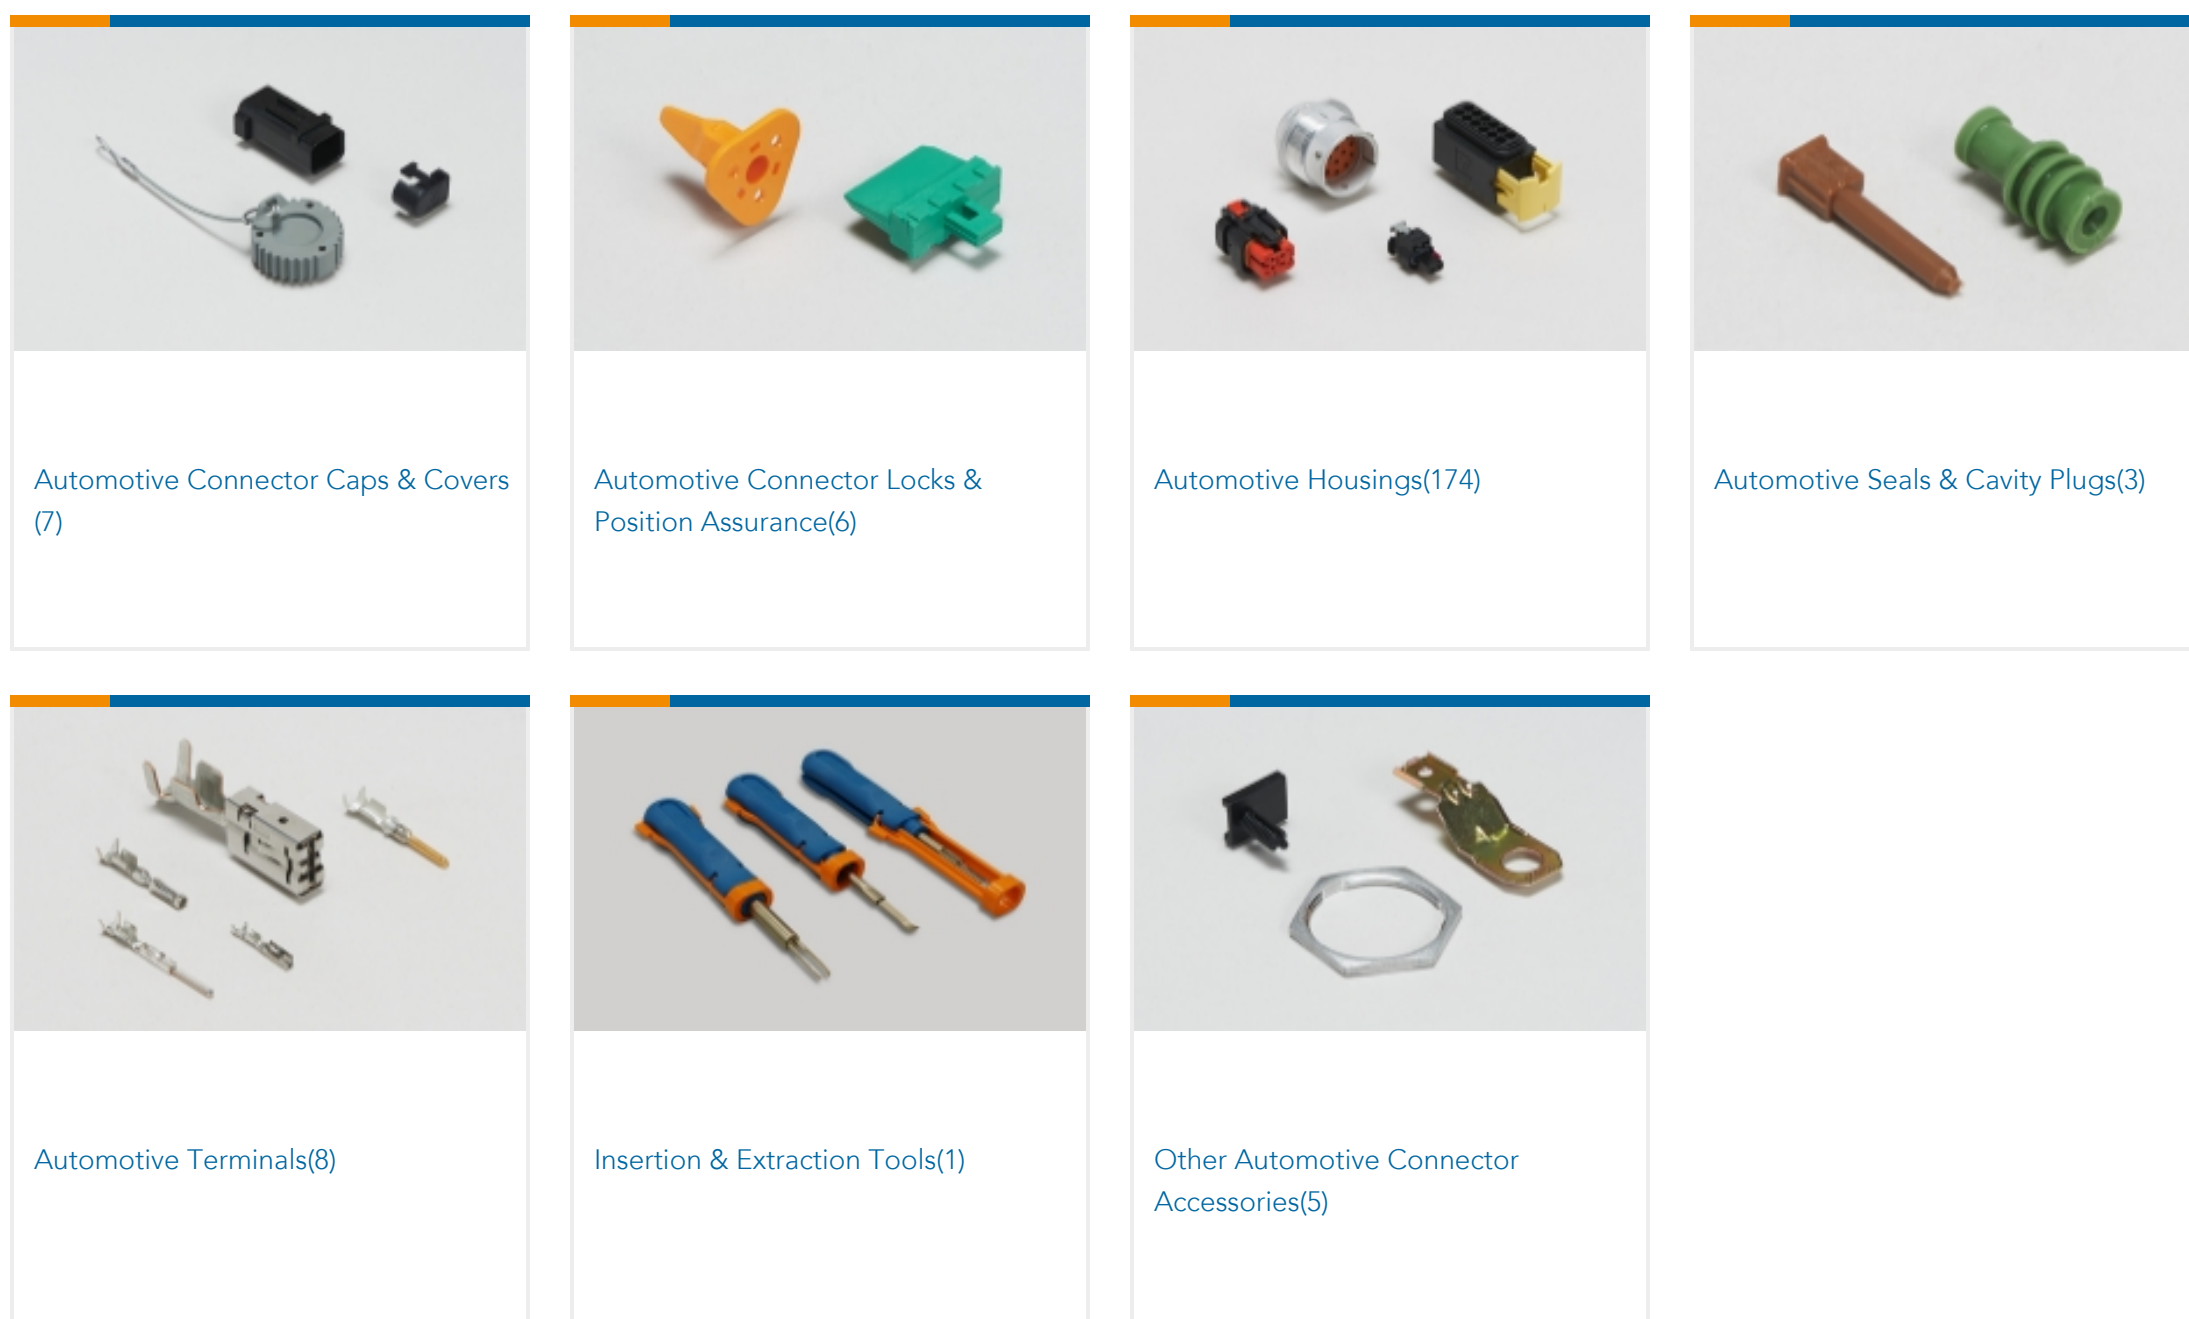 Automotive Connector Caps & Covers
(7)
Automotive Connector Locks &
Position Assurance(6)
Automotive Housings(174)
Automotive Seals & Cavity Plugs(3)
Automotive Terminals(8)
Insertion & Extraction Tools(1)
Other Automotive Connector
Accessories(5)